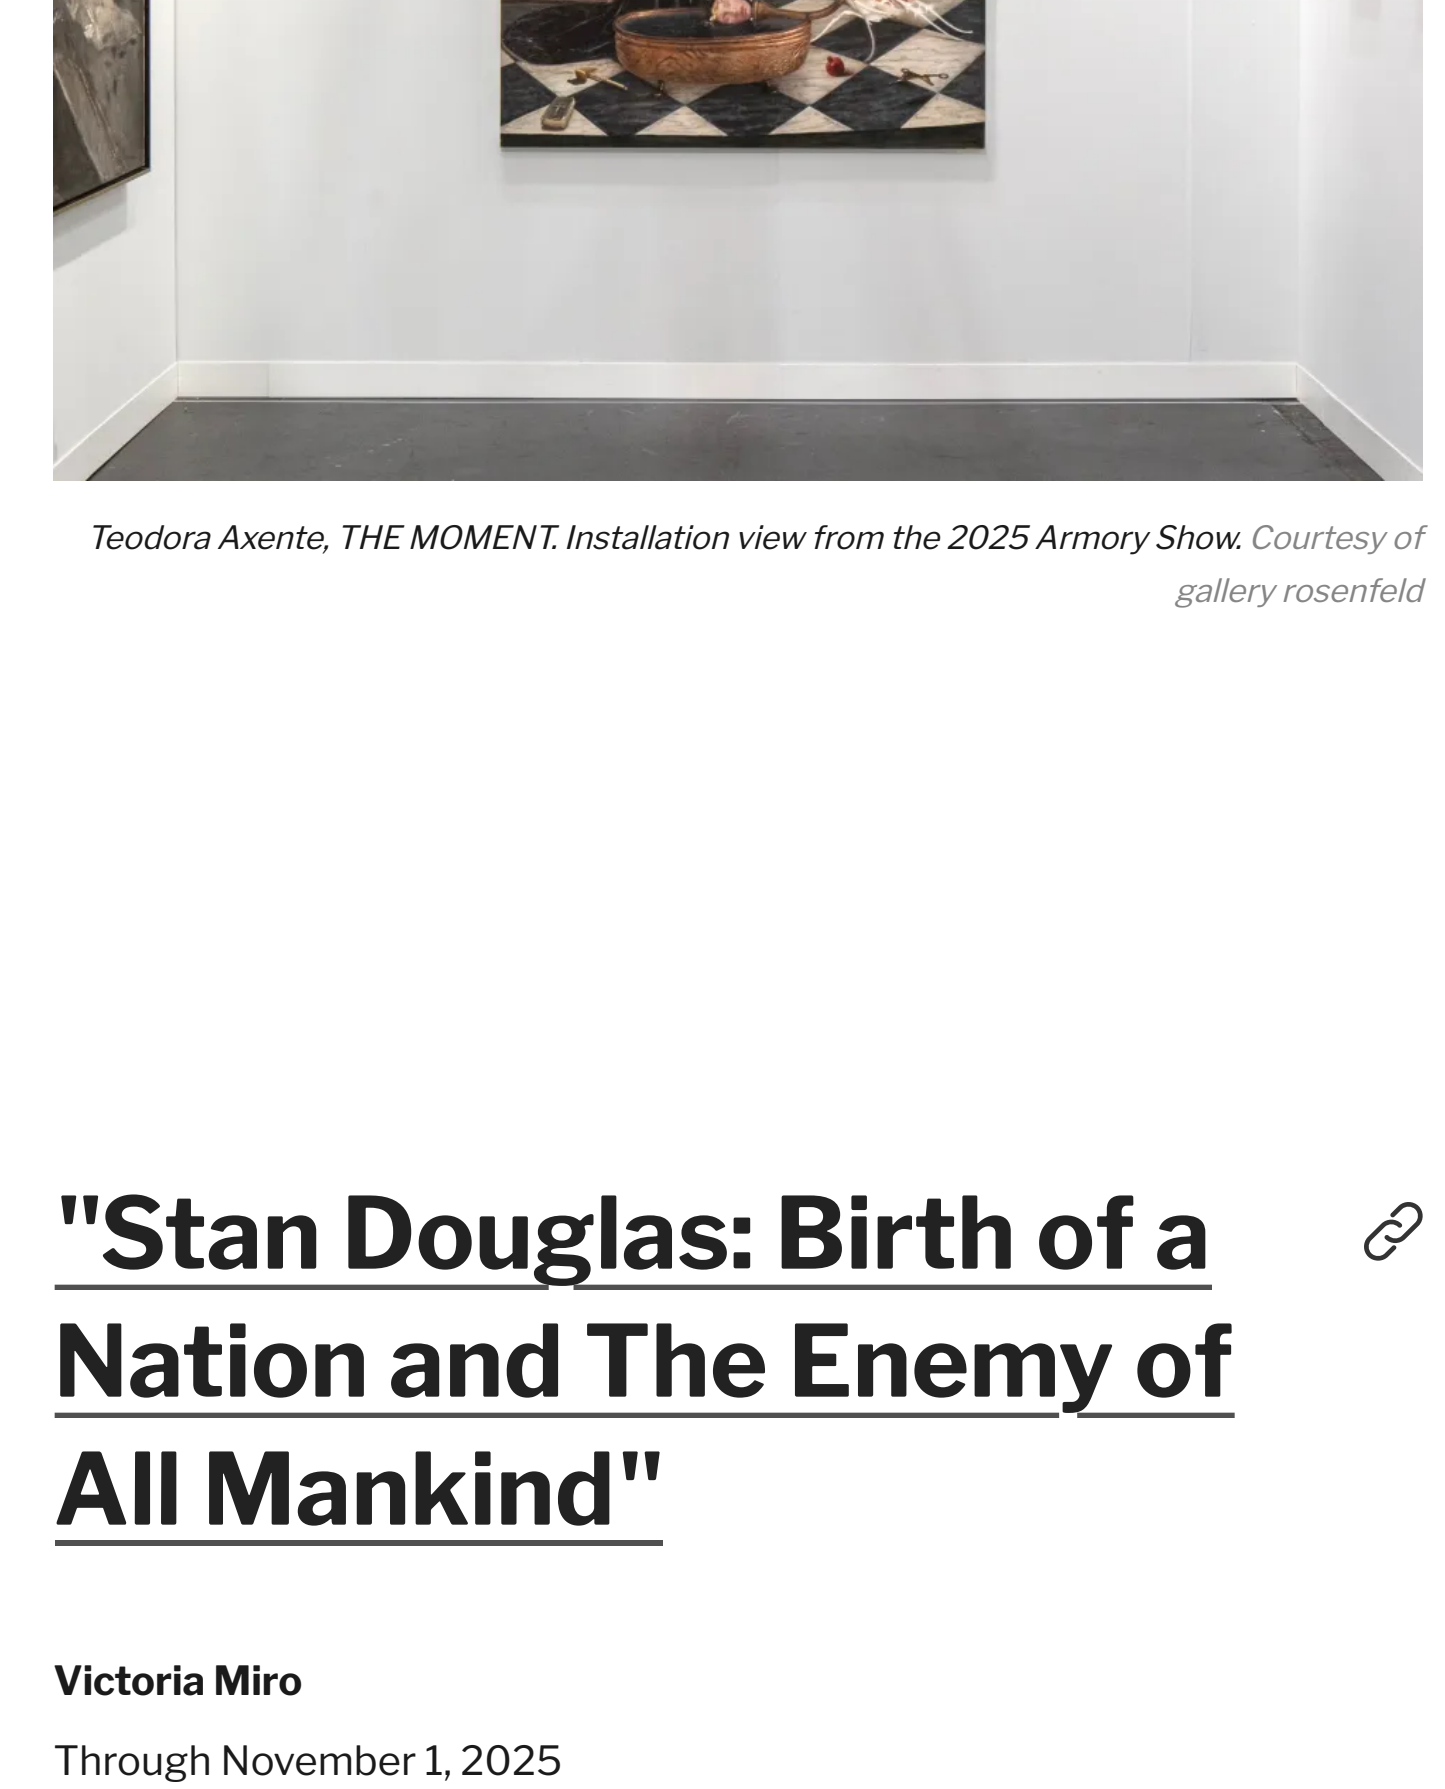 Teodora Axente, THE MOMENT. Installation view from the 2025 Armory Show. Courtesy of
gallery rosenfeld
"Stan Douglas: Birth of a
Nation and The Enemy of
All Mankind"
Victoria Miro
Through November 1, 2025